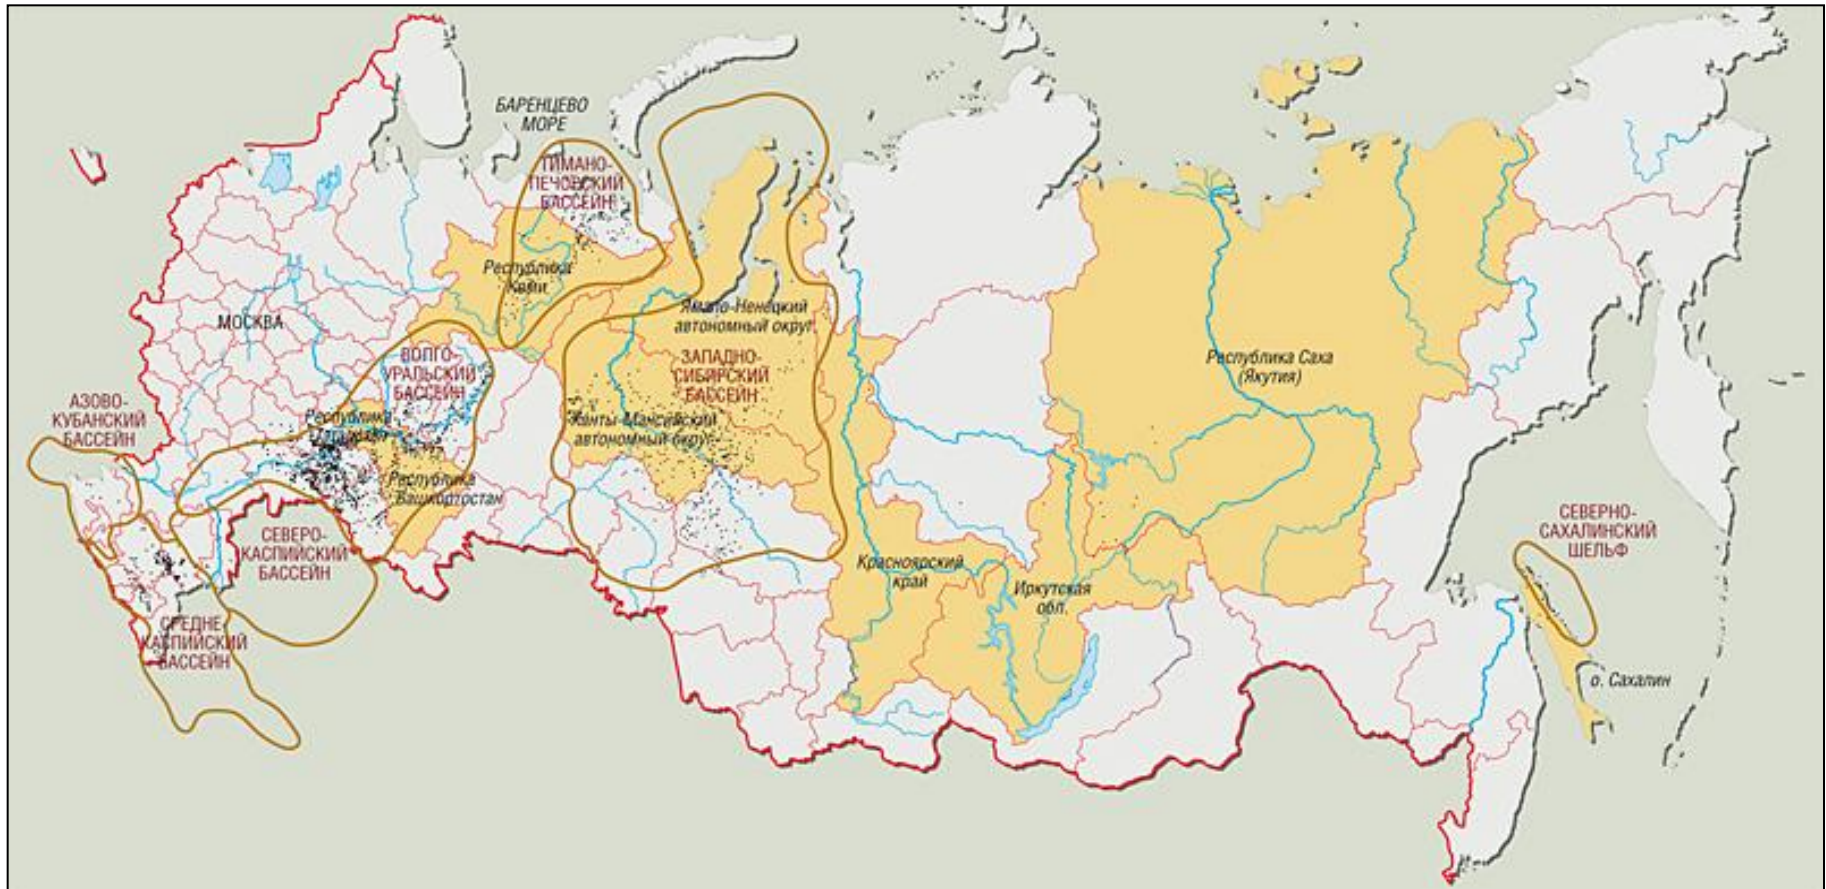 БАРЕНЦЕВО
МОРЕ
ТИМАНО-
ПЕЧОРСКИЙ
БАССЕЙН
Республика
Коми
МОСКВА
Ямало-Ненецкий
автономный округ
ВОЛГО-
УРАЛЬСКИЙ
БАССЕЙН
ЗАПАДНО-
СИБИРСКИЙ
БАССЕЙН
Республика Саха
(Якутия)
АЗОВО-
КУБАНСКИЙ
БАССЕЙН
Республика
Ханты-Мансийский
автономный округ
Республика
Башкортостан
СЕВЕРО-
КАСПИЙСКИЙ
БАССЕЙН
СЕВЕРНО-
САХАЛИНСКИЙ
ШЕЛЬФ
Красноярский
край
Иркутская
обл.
СРЕДНЕ-
КАСПИЙСКИЙ
БАССЕЙН
о. Сахалин